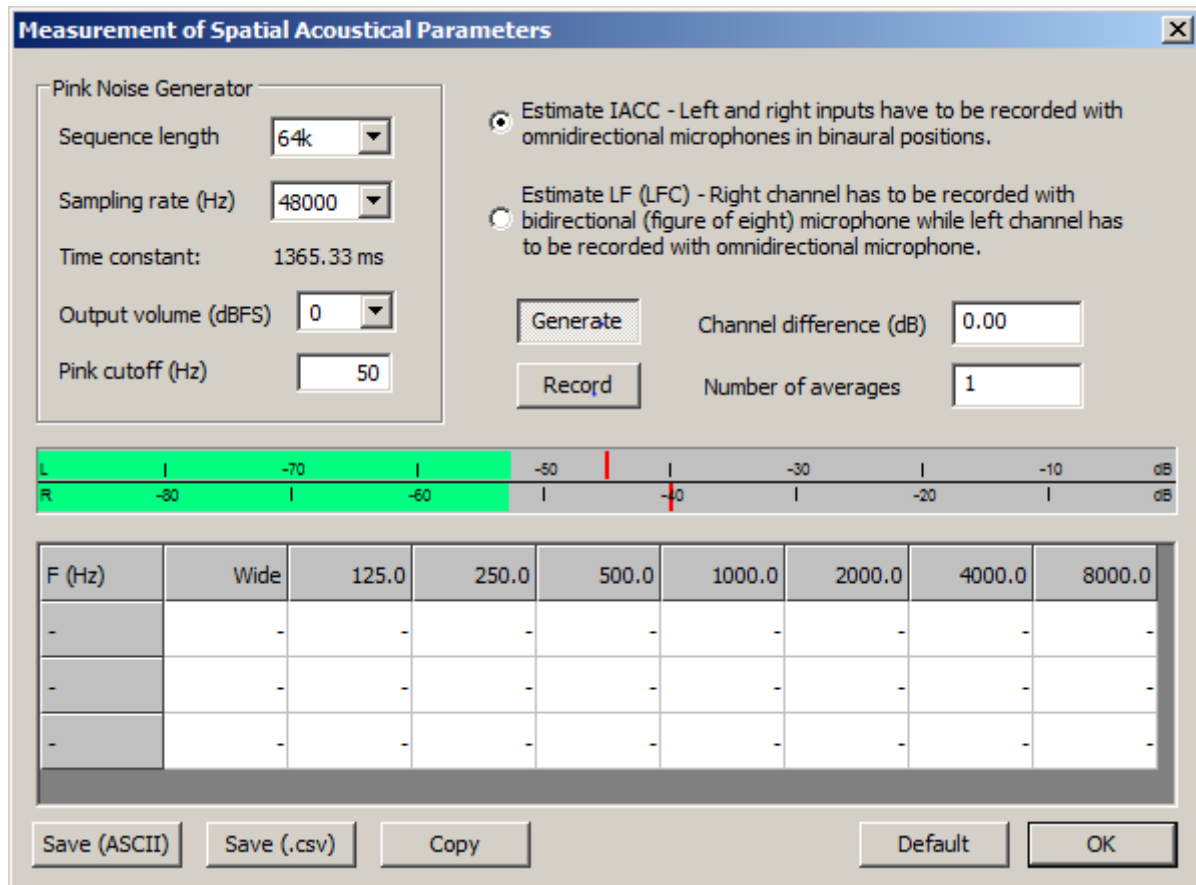 Measurement of Spatial Acoustical Parameters
Pink Noise Generator
Sequence length 64k
Sampling rate (Hz) 48000
Time constant: 1365.33 ms
Output volume (dBFS) 0
Pink cutoff (Hz) 50
Estimate IACC - Left and right inputs have to be recorded with
omnidirectional microphones in binaural positions.
Estimate LF (LFC) - Right channel has to be recorded with
bidirectional (figure of eight) microphone while left channel has
to be recorded with omnidirectional microphone.
Generate Channel difference (dB) 0.00
Record Number of averages 1
L -70 -50 -30 -10 dB
R -80 -60 -40 -20 dB
F (Hz) Wide 125.0 250.0 500.0 1000.0 2000.0 4000.0 8000.0
- - - - - - - - -
- - - - - - - - -
- - - - - - - - -
Save (ASCII) Save (.csv) Copy Default OK